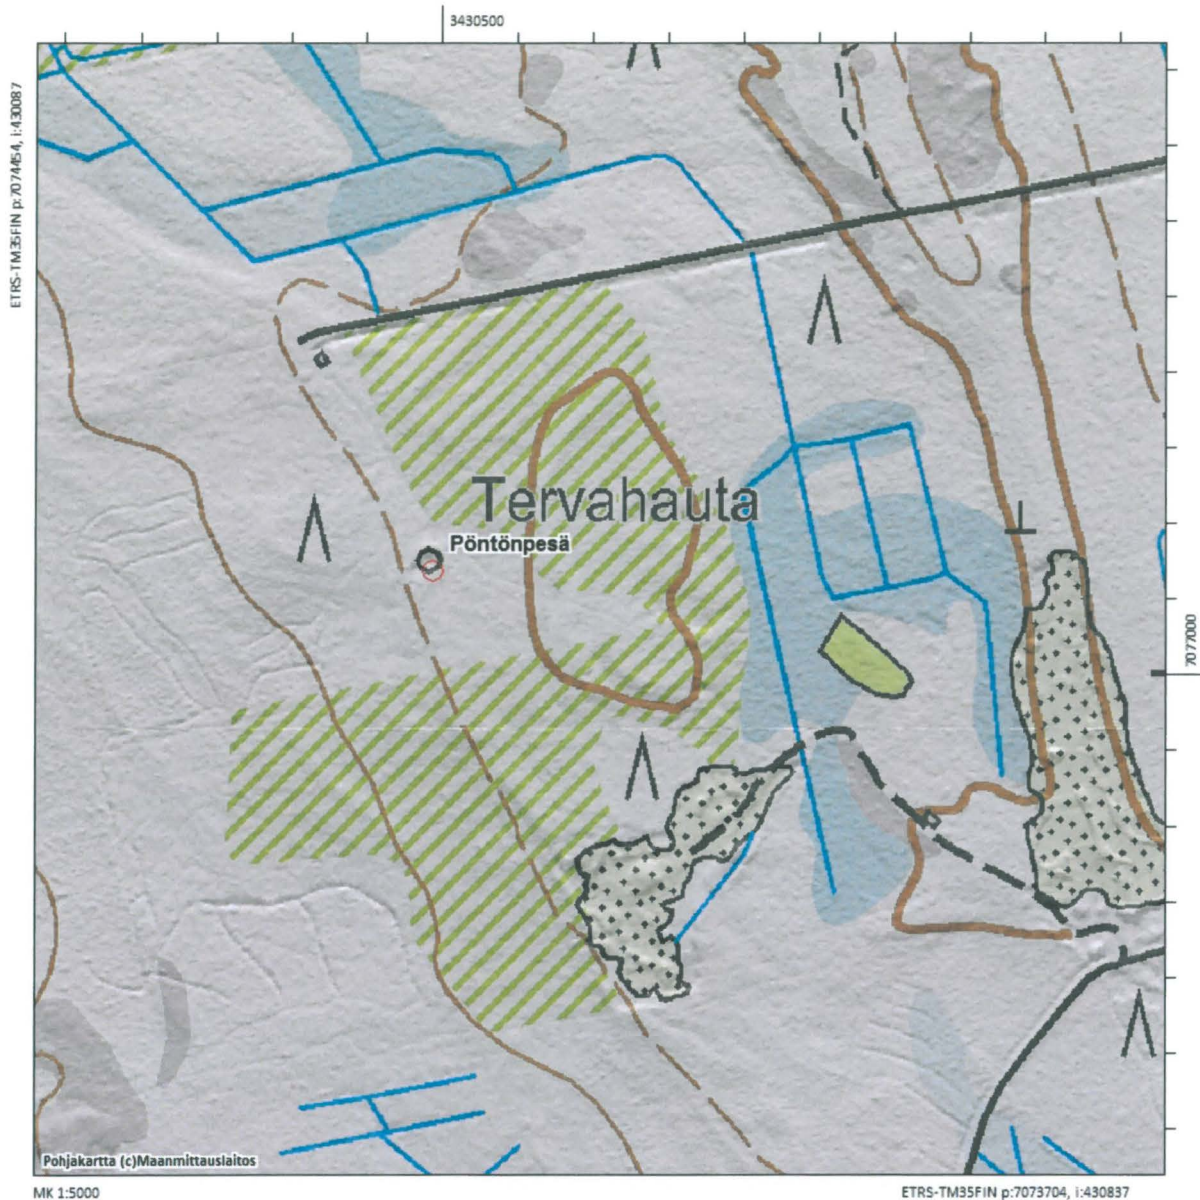 3430500
ETRS-TM35FIN p:7074454, i:430087
Tervahauta
Pöntönpesä
7077000
Pohjakartta (c)Maanmittauslaitos
MK 1:5000
ETRS-TM35FIN p:7073704, i:430837